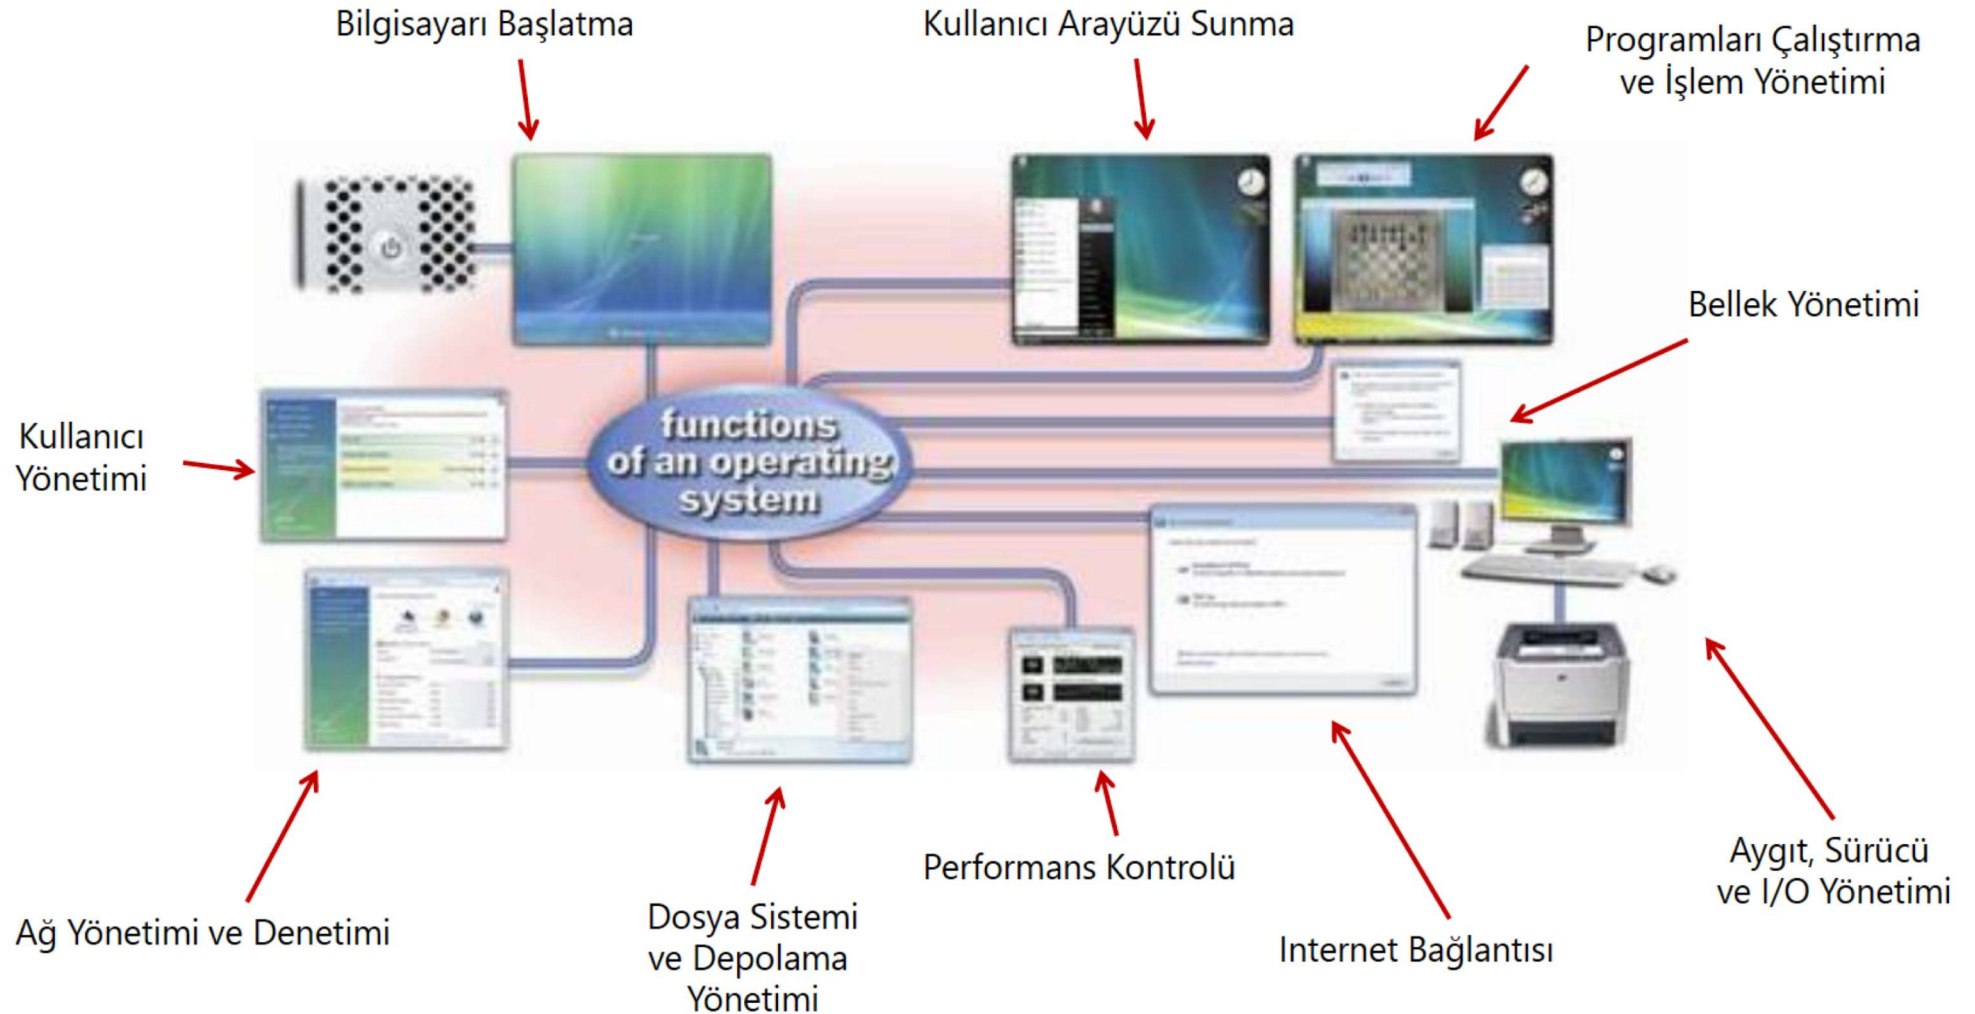 Bilgisayarı Başlatma
Kullanıcı Arayüzü Sunma
Programları Çalıştırma
ve İşlem Yönetimi
Bellek Yönetimi
Kullanıcı
Yönetimi
functions
of an operating
system
Aygıt, Sürücü
ve I/O Yönetimi
Performans Kontrolü
Dosya Sistemi
ve Depolama
Yönetimi
Ağ Yönetimi ve Denetimi
Internet Bağlantısı